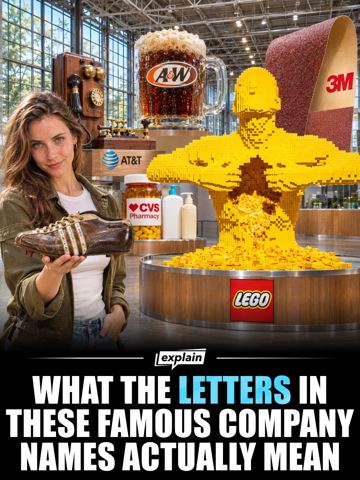 A&W
3M
AT&T
CVS
Pharmacy
LEGO
explain
WHAT THE LETTERS IN
THESE FAMOUS COMPANY
NAMES ACTUALLY MEAN